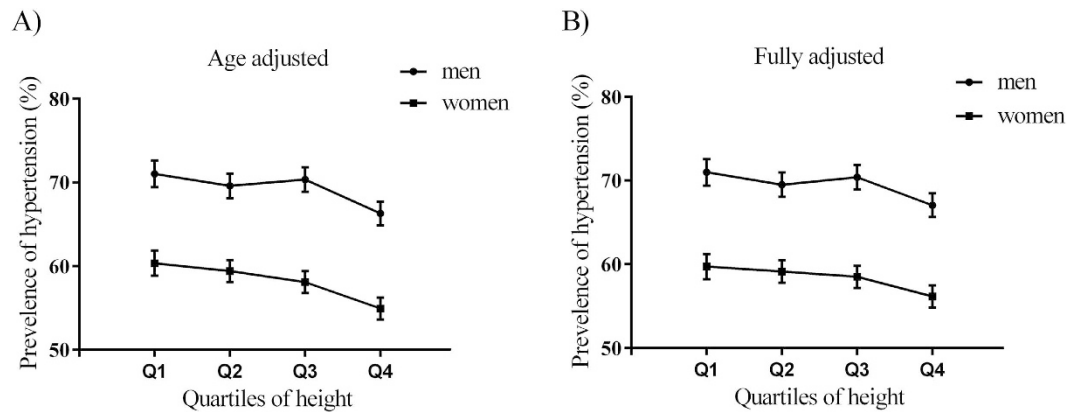 A)
Age adjusted
men
women
Prevelence of hypertension (%)
80
70
60
50
Q1 Q2 Q3 Q4
Quartiles of height
B)
Fully adjusted
men
women
Prevelence of hypertension (%)
80
70
60
50
Q1 Q2 Q3 Q4
Quartiles of height